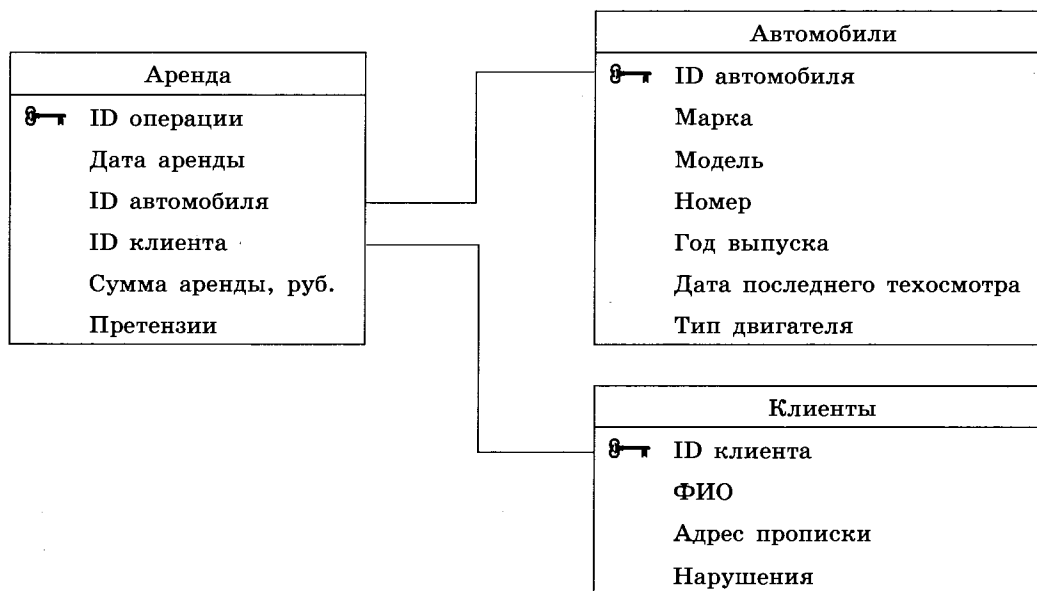 Аренда
ID операции
Дата аренды
ID автомобиля
ID клиента
Сумма аренды, руб.
Претензии
Автомобили
ID автомобиля
Марка
Модель
Номер
Год выпуска
Дата последнего техосмотра
Тип двигателя
Клиенты
ID клиента
ФИО
Адрес прописки
Нарушения